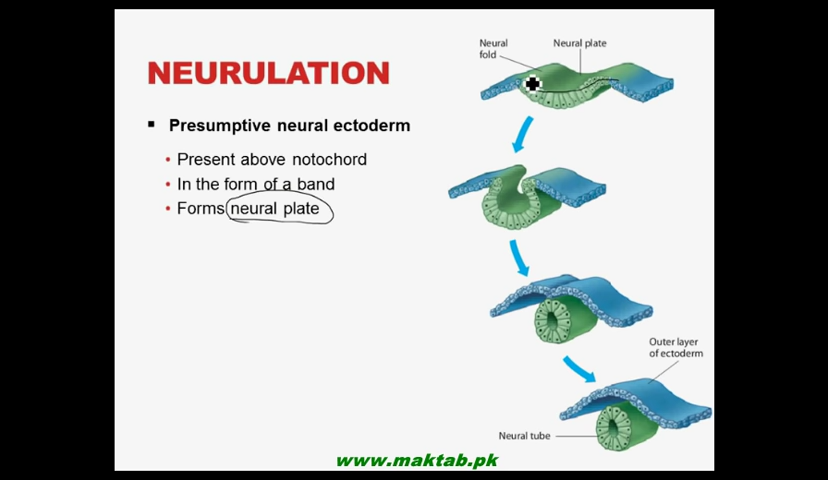 NEURULATION
▪ Presumptive neural ectoderm
• Present above notochord
• In the form of a band
• Forms neural plate
Neural
fold
Neural plate
Outer layer
of ectoderm
Neural tube
www.maktab.pk